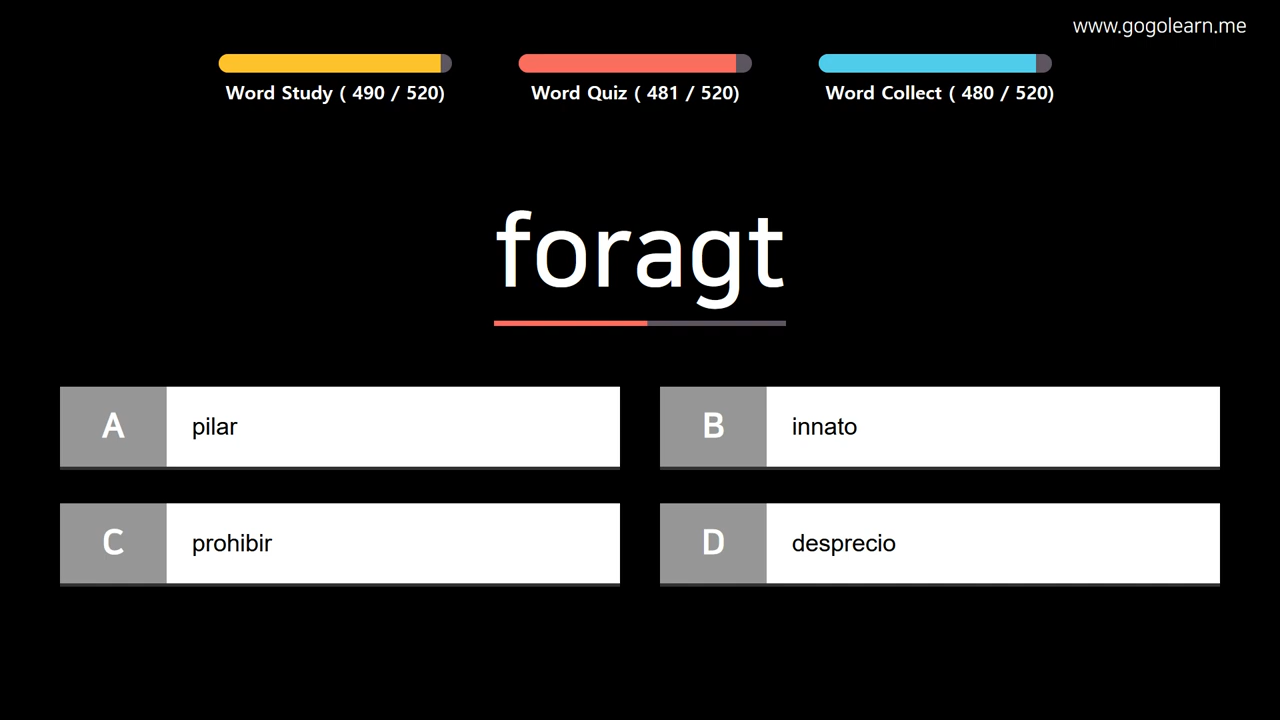 www.gogolearn.me
Word Study ( 490 / 520)
Word Quiz ( 481 / 520)
Word Collect ( 480 / 520)
foragt
A pilar
B innato
C prohibir
D desprecio